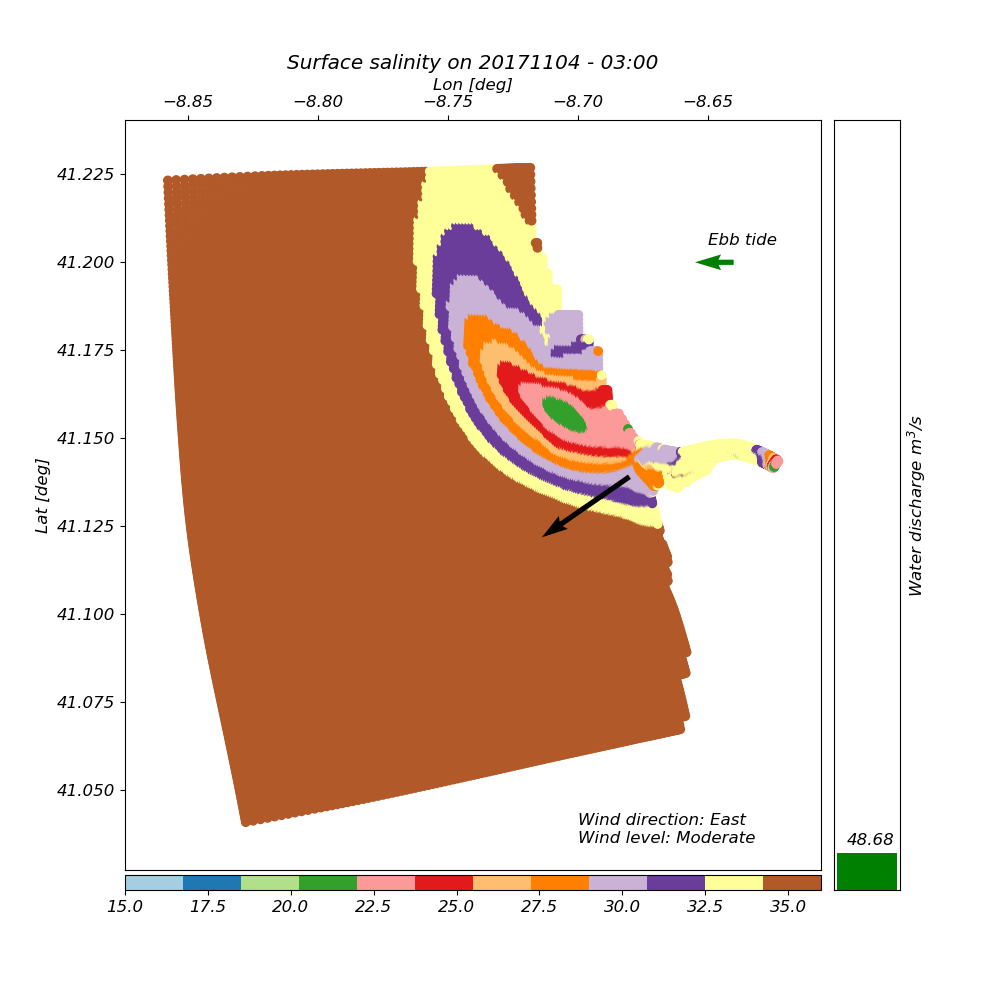 Surface salinity on 20171104 - 03:00
Lon [deg]
−8.85 −8.80 −8.75 −8.70 −8.65
41.225
41.200
41.175
41.150
41.125
41.100
41.075
41.050
Lat [deg]
Ebb tide
Wind direction: East
Wind level: Moderate
48.68
Water discharge m³/s
15.0 17.5 20.0 22.5 25.0 27.5 30.0 32.5 35.0